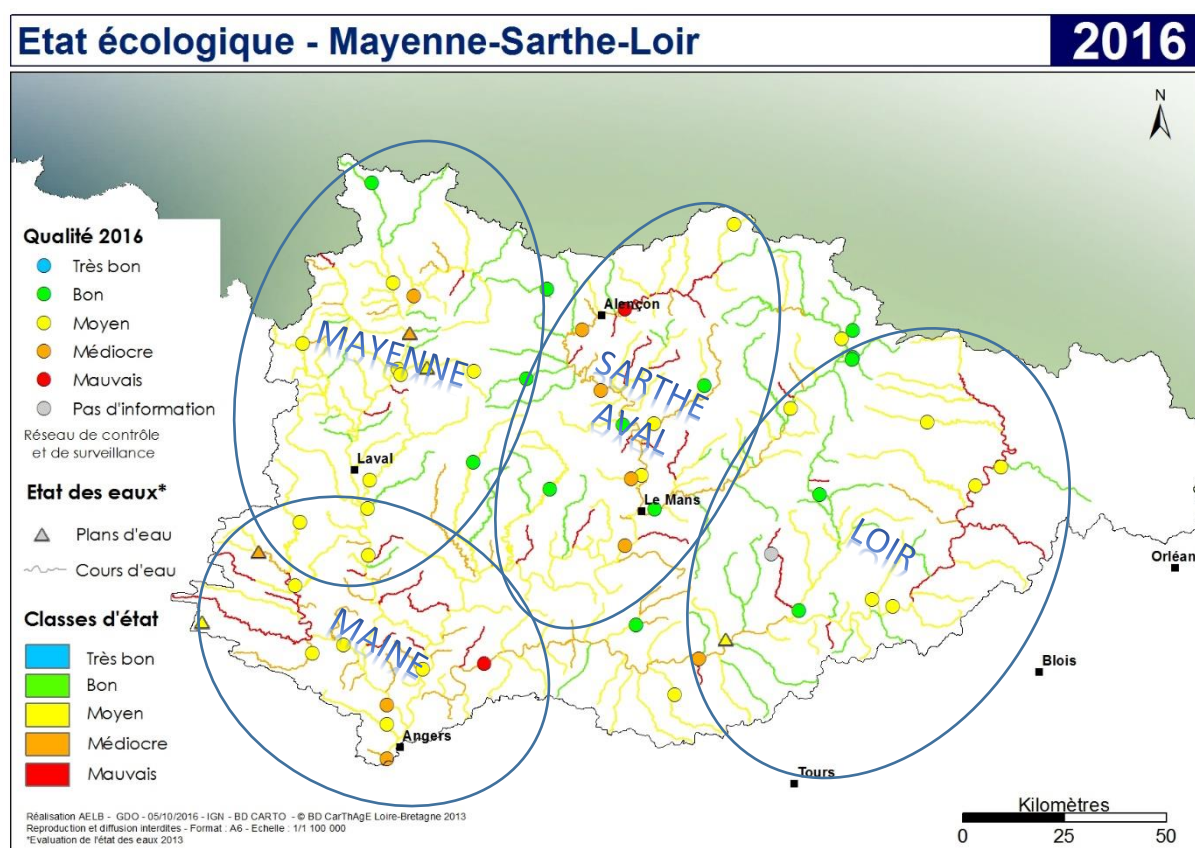 Etat écologique - Mayenne-Sarthe-Loir
2016
N
Qualité 2016
Très bon
Bon
Moyen
Médiocre
Mauvais
Pas d'information
Réseau de contrôle
et de surveillance
Etat des eaux*
Plans d'eau
Cours d'eau
Classes d'état
Très bon
Bon
Moyen
Médiocre
Mauvais
Alençon
MAYENNE
SARTHE
AVAL
Laval
Le Mans
LOIR
Orléan
MAINE
Blois
Angers
Tours
Kilomètres
0 25 50
Réalisation AELB - GDO - 05/10/2016 - IGN - BD CARTO - © BD CarThAgE Loire-Bretagne 2013
Reproduction et diffusion interdites - Format : A6 - Echelle : 1/1 100 000
*Evaluation de l'état des eaux 2013